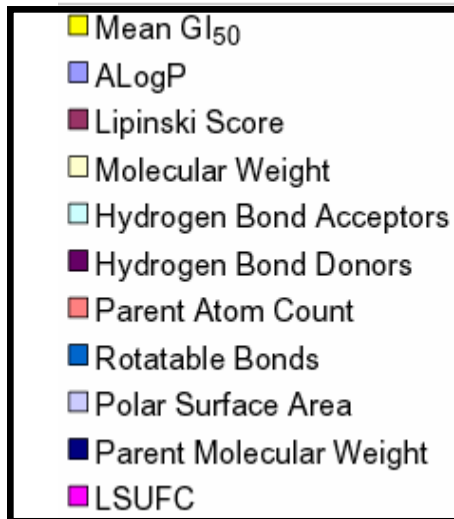 Mean GI50
ALogP
Lipinski Score
Molecular Weight
Hydrogen Bond Acceptors
Hydrogen Bond Donors
Parent Atom Count
Rotatable Bonds
Polar Surface Area
Parent Molecular Weight
LSUFC